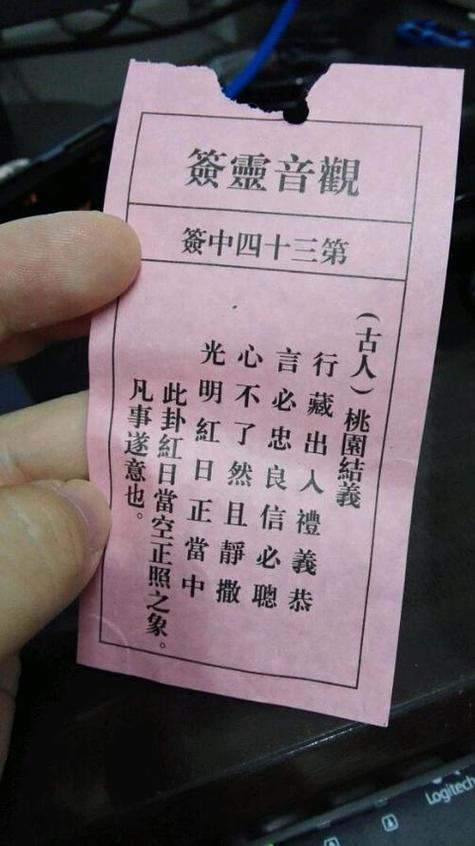 觀音靈簽
第三十四中簽
（古人）桃園結義
行藏出入禮義恭
言必忠良信必聰
心不了然且靜撒
光明紅日正當中
此卦紅日當空正照之象。
凡事遂意也。
Logitech